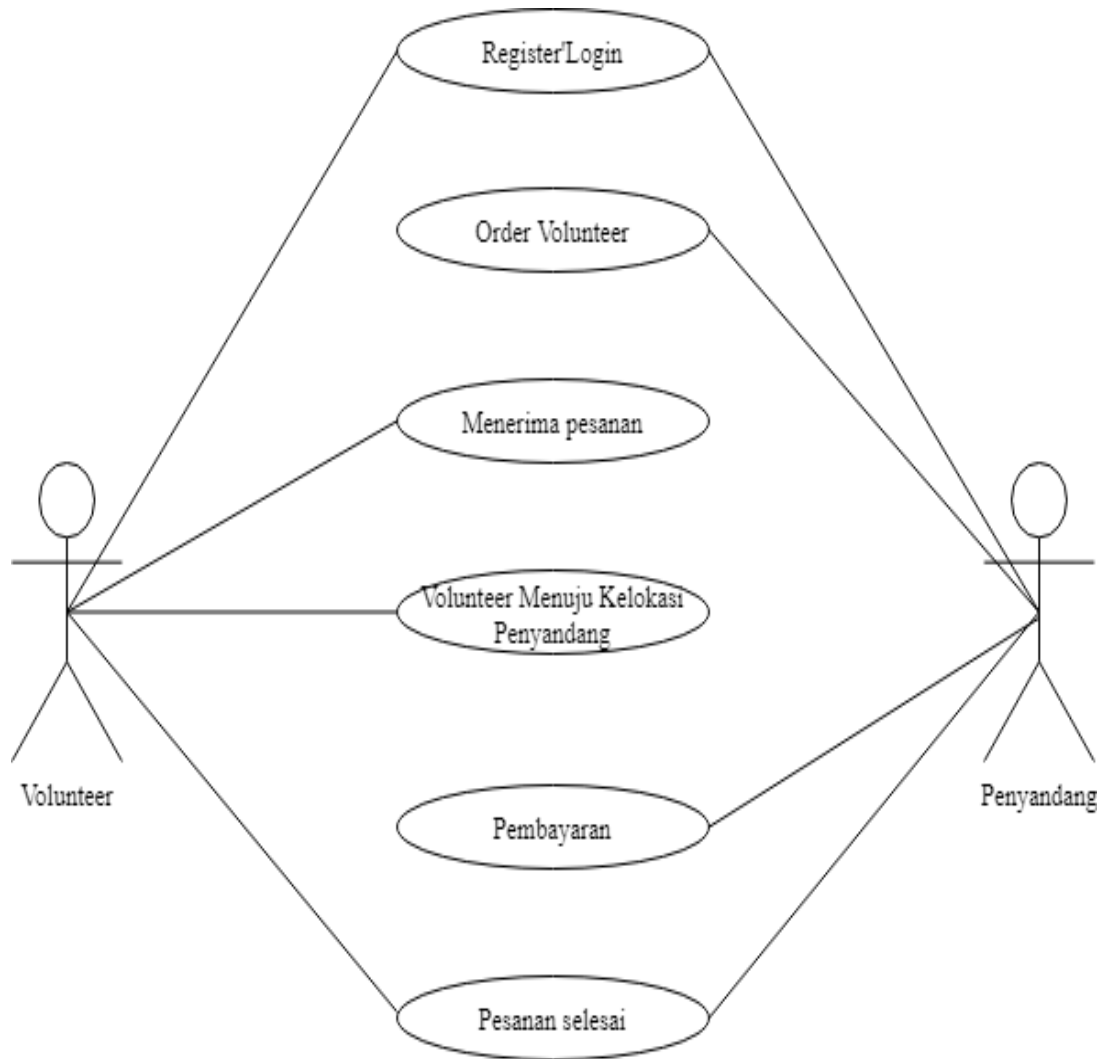 Register'Login
Order Volunteer
Menerima pesanan
Volunteer Menuju Kelokasi
Penyandang
Volunteer
Penyandang
Pembayaran
Pesanan selesai